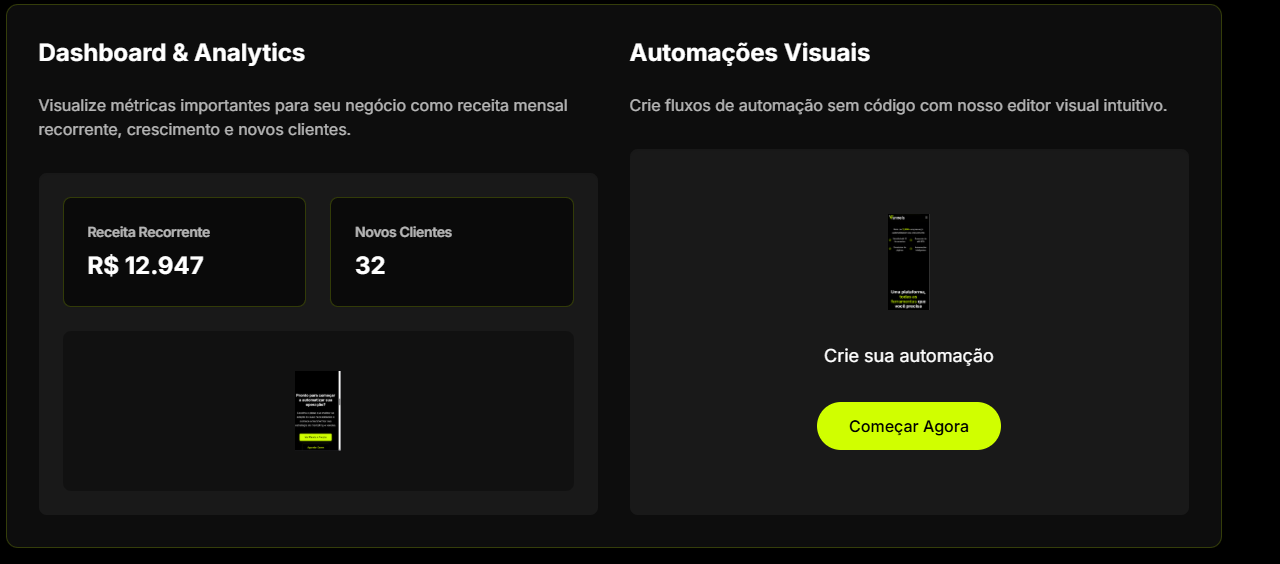 Dashboard & Analytics
Visualize métricas importantes para seu negócio como receita mensal
recorrente, crescimento e novos clientes.
Receita Recorrente
R$ 12.947
Novos Clientes
32
Pronto para começar
a automatizar sua
operação?
Automações Visuais
Crie fluxos de automação sem código com nosso editor visual intuitivo.
Uma plataforma,
todas as
ferramentas que
você precisa
Crie sua automação
Começar Agora